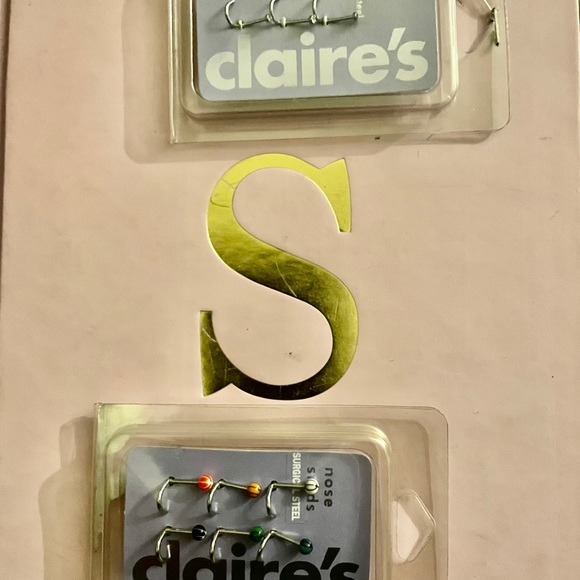 claire's
S
nose
studs
SURGICAL STEEL
claire's